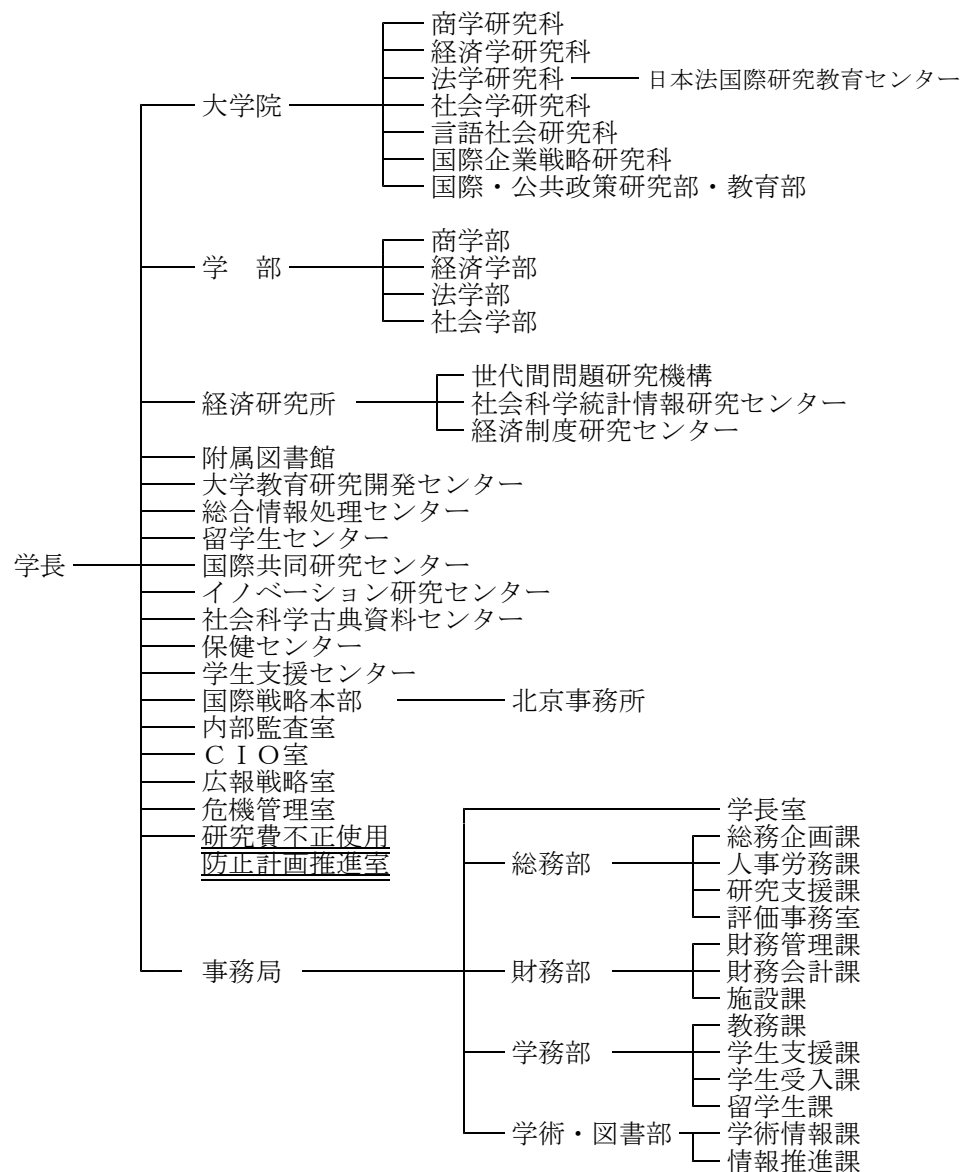 商学研究科
経済学研究科
法学研究科 日本法国際研究教育センター
大学院 社会学研究科
言語社会研究科
国際企業戦略研究科
国際・公共政策研究部・教育部
商学部
学　部 経済学部
法学部
社会学部
世代間問題研究機構
経済研究所 社会科学統計情報研究センター
経済制度研究センター
附属図書館
大学教育研究開発センター
総合情報処理センター
留学生センター
学長 国際共同研究センター
イノベーション研究センター
社会科学古典資料センター
保健センター
学生支援センター
国際戦略本部 北京事務所
内部監査室
ＣＩＯ室
広報戦略室
危機管理室 学長室
研究費不正使用 総務企画課
防止計画推進室 総務部 人事労務課
研究支援課
評価事務室
財務管理課
事務局 財務部 財務会計課
施設課
教務課
学務部 学生支援課
学生受入課
留学生課
学術・図書部 学術情報課
情報推進課